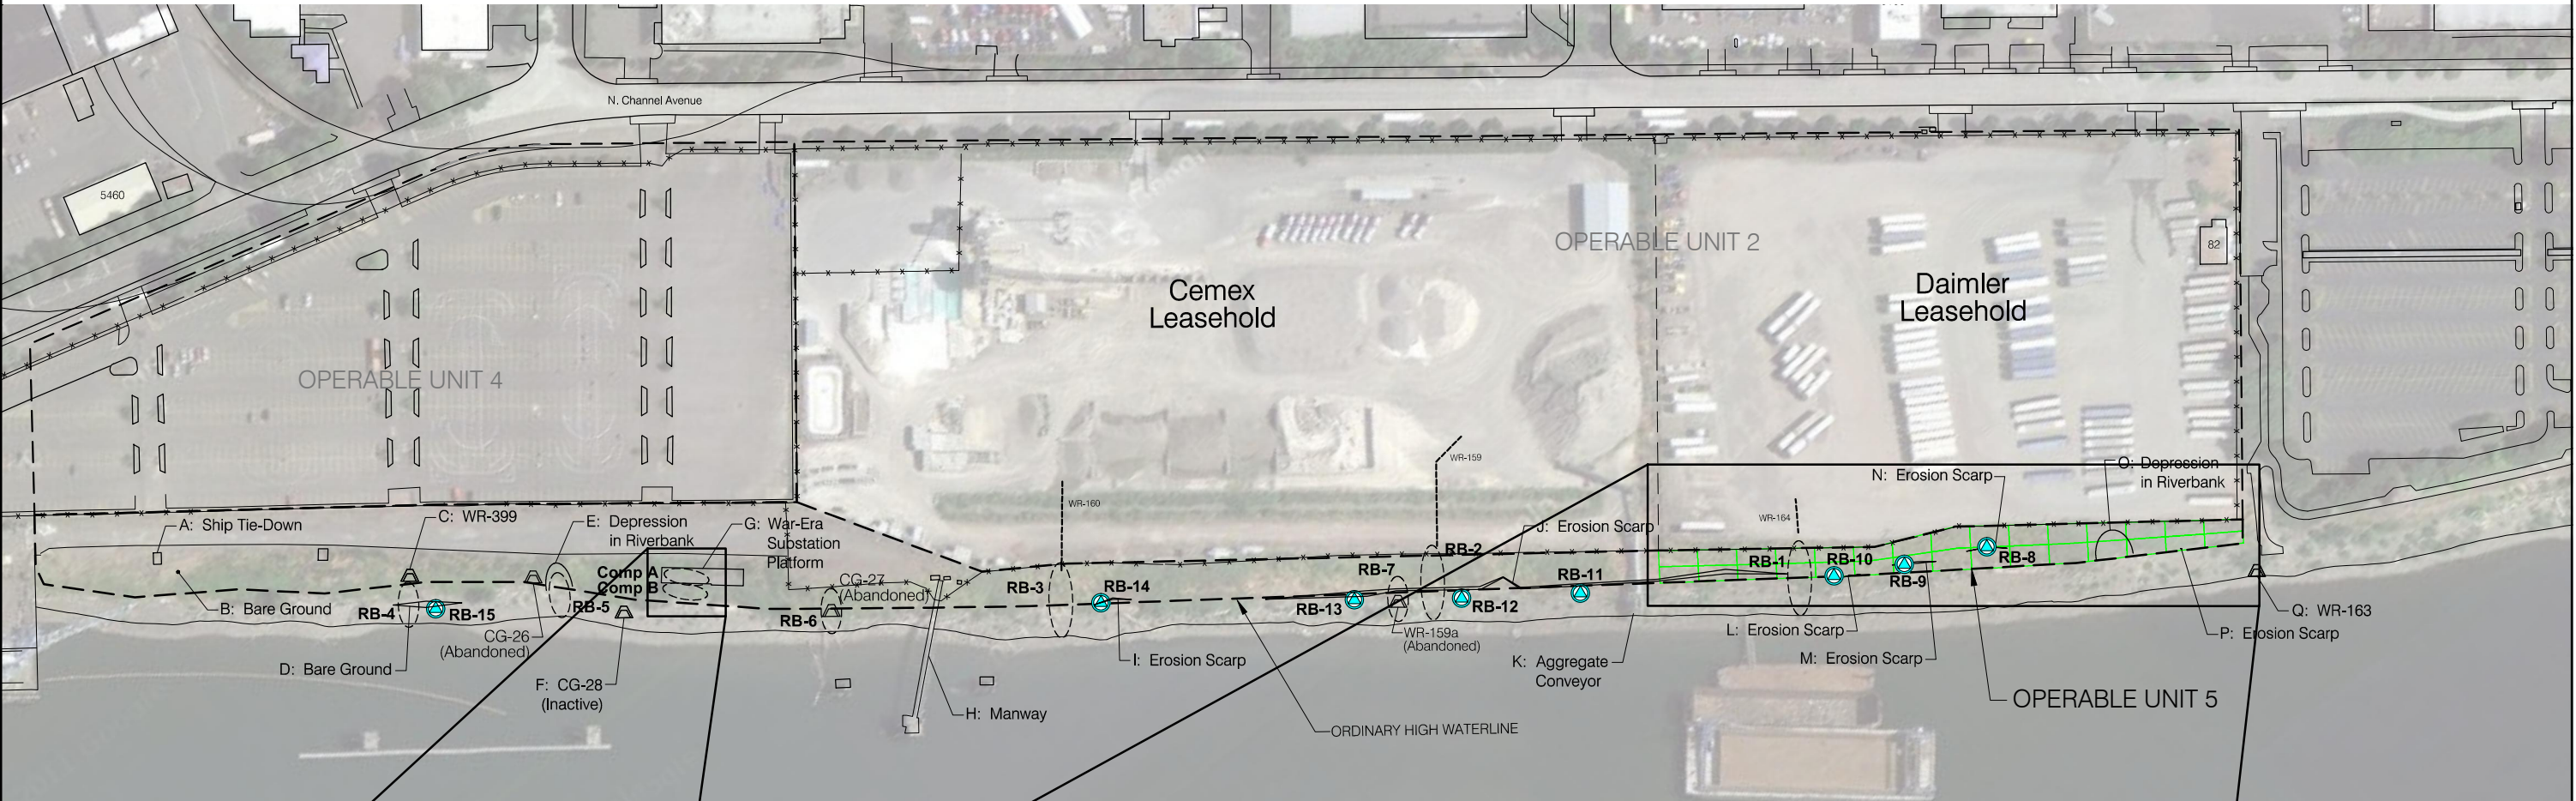 N. Channel Avenue
5460
OPERABLE UNIT 2
82
Cemex
Leasehold
Daimler
Leasehold
OPERABLE UNIT 4
WR-159
WR-160
WR-164
N: Erosion Scarp
O: Depression
in Riverbank
A: Ship Tie-Down
C: WR-399
E: Depression
in Riverbank
G: War-Era
Substation
Platform
J: Erosion Scarp
Comp A
Comp B
CG-27
(Abandoned)
RB-3
RB-14
RB-7
RB-2
RB-11
RB-1
RB-10
RB-9
RB-8
B: Bare Ground
RB-4
RB-15
RB-5
RB-6
RB-13
RB-12
Q: WR-163
CG-26
(Abandoned)
WR-159a
(Abandoned)
L: Erosion Scarp
P: Erosion Scarp
D: Bare Ground
I: Erosion Scarp
K: Aggregate
Conveyor
M: Erosion Scarp
F: CG-28
(Inactive)
H: Manway
ORDINARY HIGH WATERLINE
OPERABLE UNIT 5